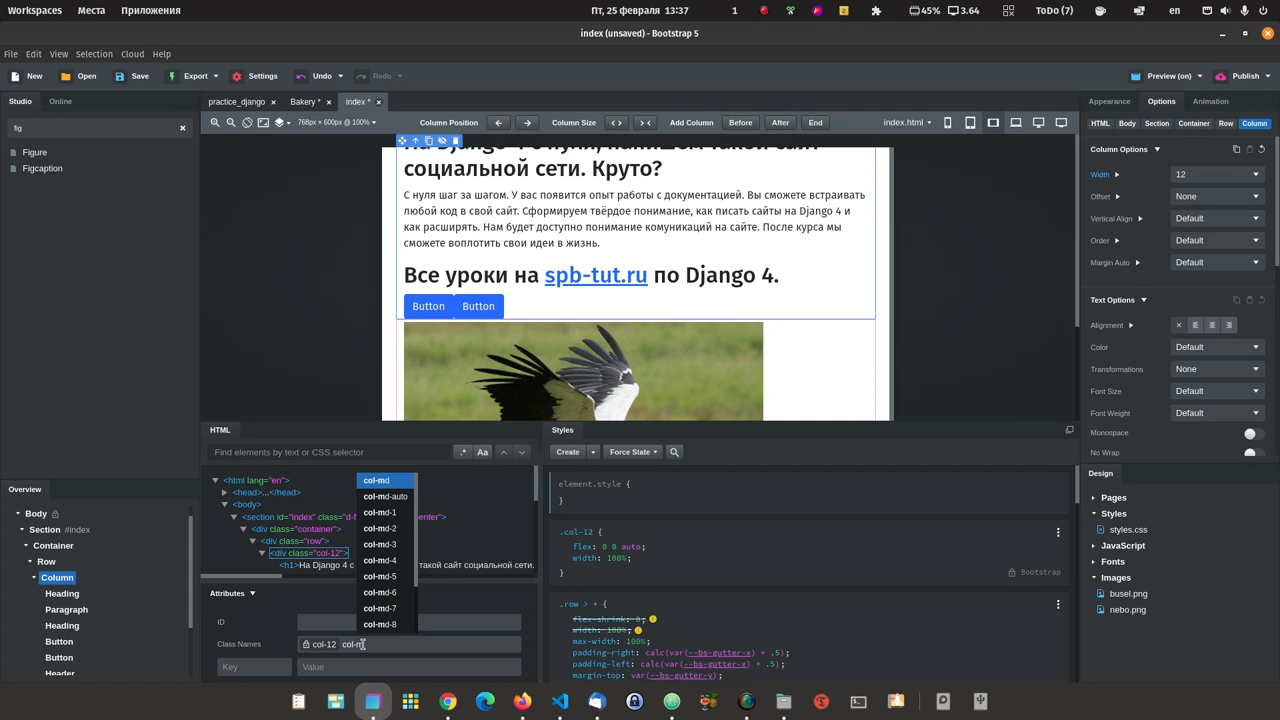 Workspaces Места Приложения Пт, 25 февраля 13:37 1 45% 3.64 ToDo (7) en
index (unsaved) - Bootstrap 5
File Edit View Selection Cloud Help
New Open Save Export Settings Undo Redo Preview (on) Publish
Studio Online practice_django Bakery * index * Appearance Options Animation
fig
768px × 600px @ 100% Column Position Column Size Add Column Before After End index.html HTML Body Section Container Row Column
Figure
Figcaption
на Django 4 с нуля, напишем такой сайт
социальной сети. Круто?
С нуля шаг за шагом. У вас появится опыт работы с документацией. Вы сможете встраивать
любой код в свой сайт. Сформируем твёрдое понимание, как писать сайты на Django 4 и
как расширять. Нам будет доступно понимание комуникаций на сайте. После курса мы
сможете воплотить свои идеи в жизнь.
Все уроки на spb-tut.ru по Django 4.
Button Button
Column Options
Width 12
Offset None
Vertical Align Default
Order Default
Margin Auto Default
Text Options
Alignment
Color Default
Transformations None
Font Size Default
Font Weight Default
Monospace
No Wrap
HTML
Find elements by text or CSS selector .* Aa
<html lang="en">
<head>...</head>
<body>
<section id="index" class="d-f enter">
<div class="container">
<div class="row">
<div class="col-12">
<h1>На Django 4 с такой сайт социальной сети.
col-md
col-md-auto
col-md-1
col-md-2
col-md-3
col-md-4
col-md-5
col-md-6
col-md-7
col-md-8
Attributes
ID
Class Names col-12 col-m
Key Value
Styles
Create Force State
element.style {
}
.col-12 {
flex: 0 0 auto;
width: 100%;
}
Bootstrap
.row > * {
flex-shrink: 0;
width: 100%;
max-width: 100%;
padding-right: calc(var(--bs-gutter-x) * .5);
padding-left: calc(var(--bs-gutter-x) * .5);
margin-top: var(--bs-gutter-y);
Overview
Body
Section #index
Container
Row
Column
Heading
Paragraph
Heading
Button
Button
Header
Design
Pages
Styles
styles.css
JavaScript
Fonts
Images
busel.png
nebo.png